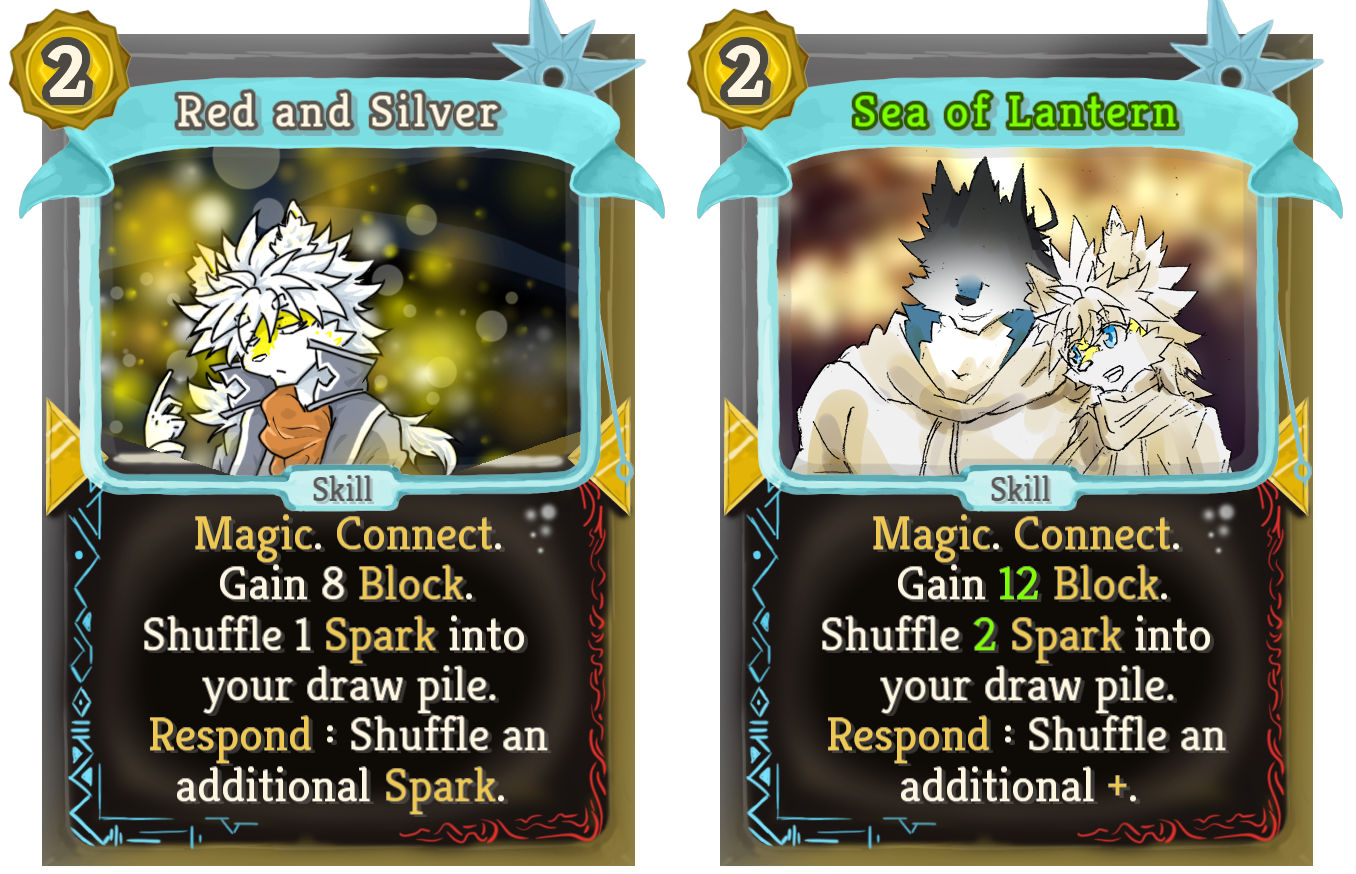 2
Red and Silver
Skill
Magic. Connect.
Gain 8 Block.
Shuffle 1 Spark into
your draw pile.
Respond : Shuffle an
additional Spark.
2
Sea of Lantern
Skill
Magic. Connect.
Gain 12 Block.
Shuffle 2 Spark into
your draw pile.
Respond : Shuffle an
additional +.